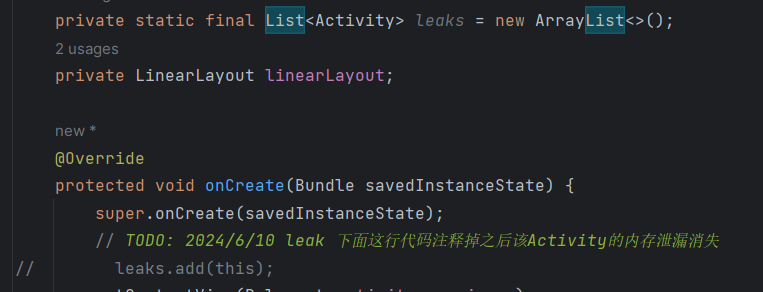 private static final List<Activity> leaks = new ArrayList<>();
2 usages
private LinearLayout linearLayout;
new *
@Override
protected void onCreate(Bundle savedInstanceState) {
super.onCreate(savedInstanceState);
// TODO: 2024/6/10 leak 下面这行代码注释掉之后该Activity的内存泄漏消失
// leaks.add(this);